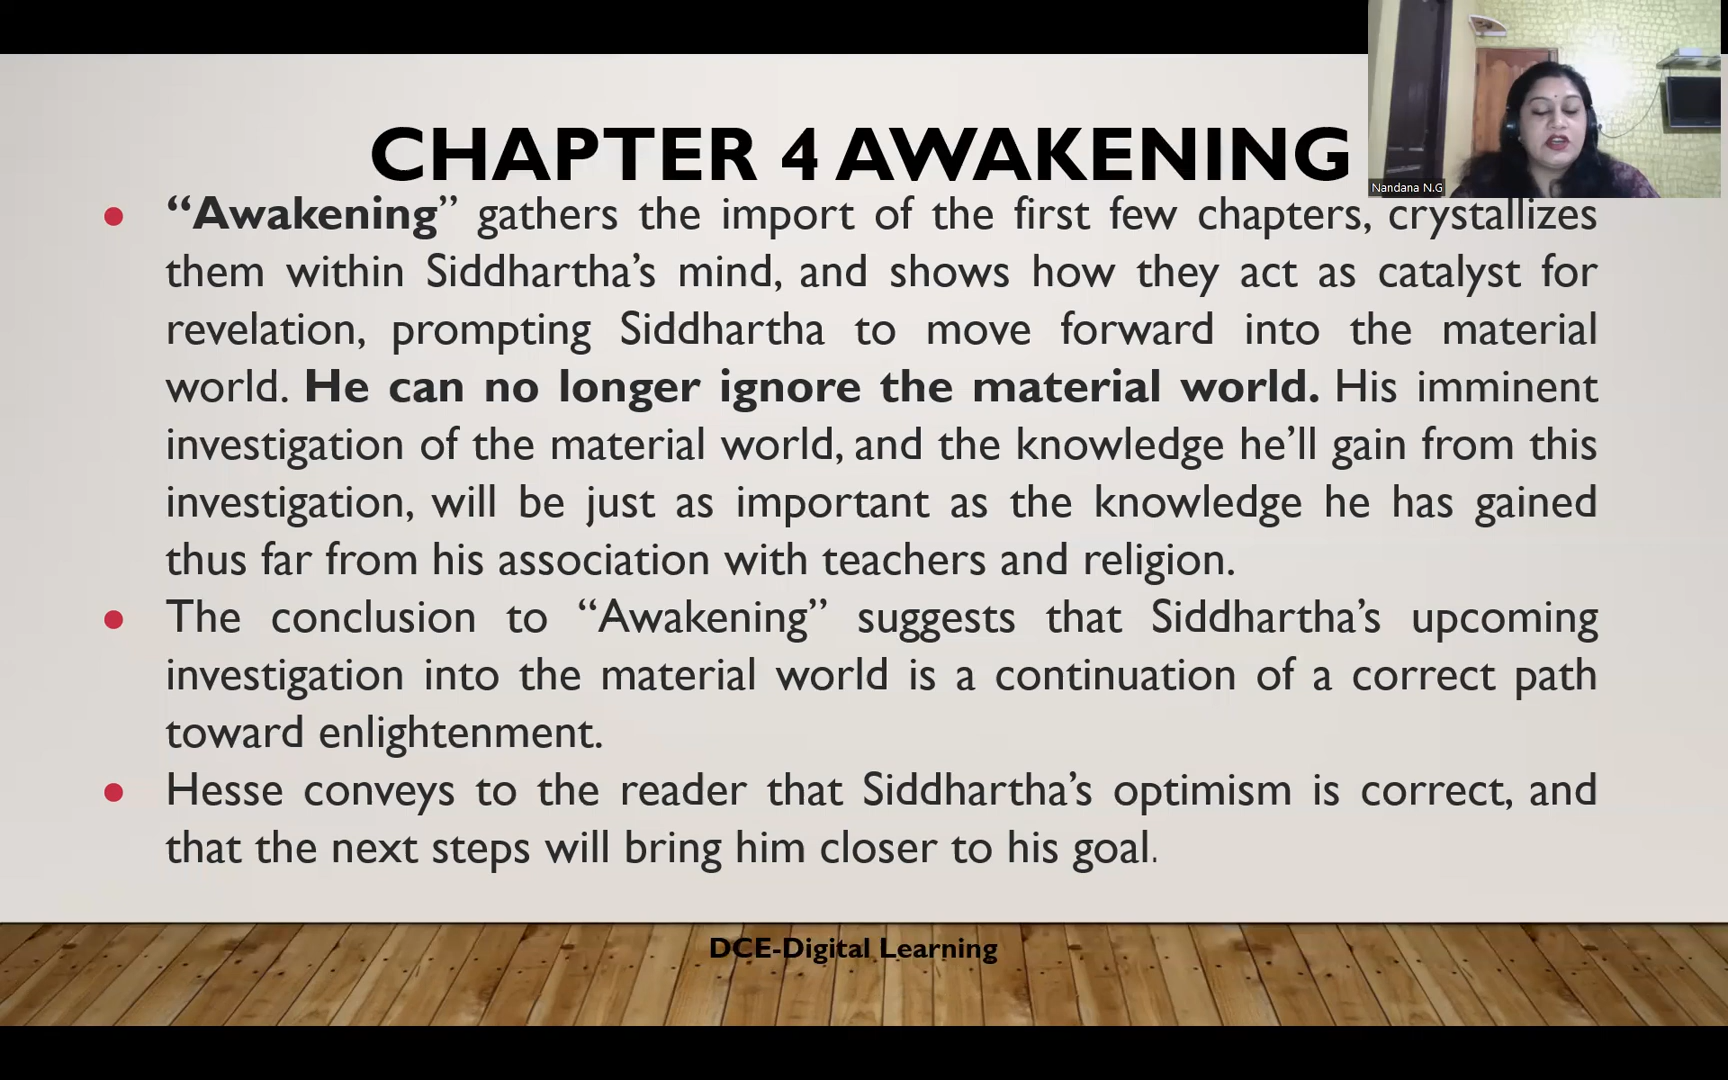 CHAPTER 4 AWAKENING
Nandana N.G
“Awakening” gathers the import of the first few chapters, crystallizes
them within Siddhartha’s mind, and shows how they act as catalyst for
revelation, prompting Siddhartha to move forward into the material
world. He can no longer ignore the material world. His imminent
investigation of the material world, and the knowledge he’ll gain from this
investigation, will be just as important as the knowledge he has gained
thus far from his association with teachers and religion.
The conclusion to “Awakening” suggests that Siddhartha’s upcoming
investigation into the material world is a continuation of a correct path
toward enlightenment.
Hesse conveys to the reader that Siddhartha’s optimism is correct, and
that the next steps will bring him closer to his goal.
DCE-Digital Learning